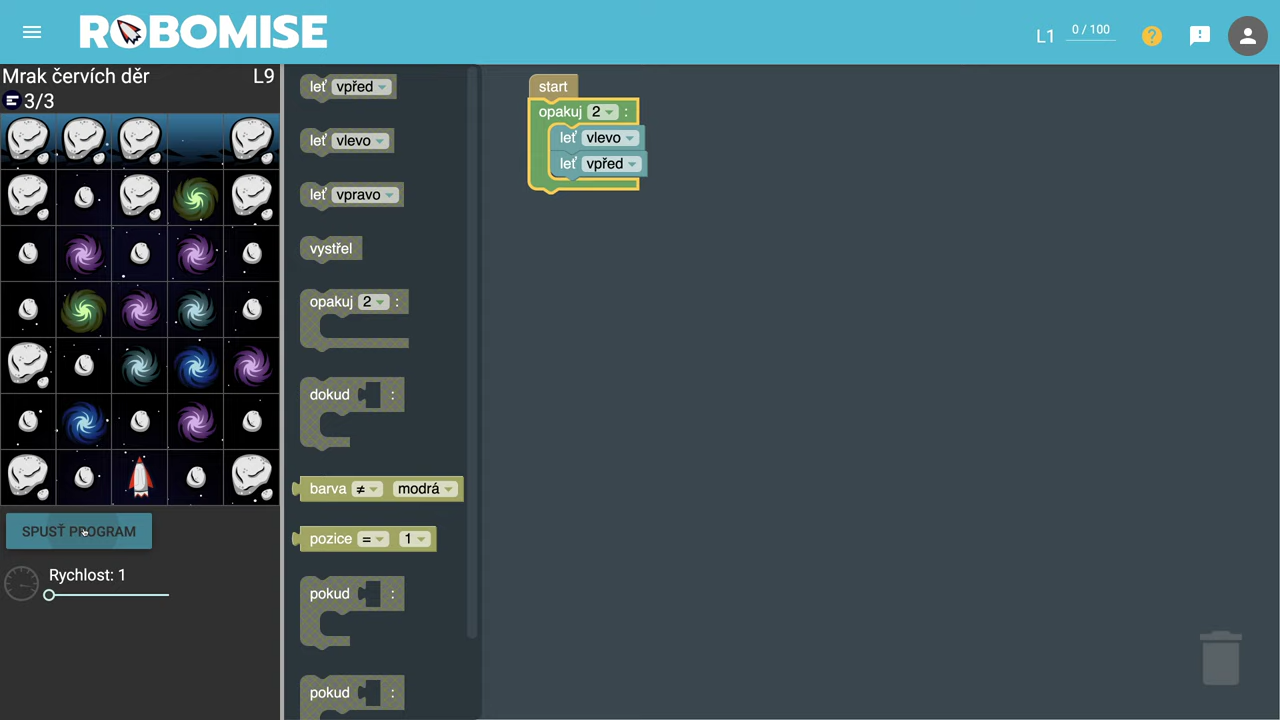 ROBOMISE
L1
0 / 100
?
Mrak červích děr
L9
3/3
SPUSŤ PROGRAM
Rychlost: 1
leť vpřed
leť vlevo
leť vpravo
vystřel
opakuj 2 :
dokud :
barva ≠ modrá
pozice = 1
pokud :
pokud :
start
opakuj 2 :
leť vlevo
leť vpřed